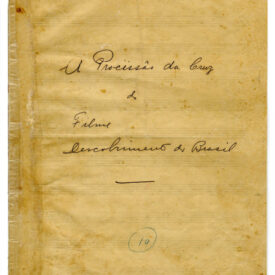 A Procissão da Cruz
do
Filme
Descobrimento do Brasil
10